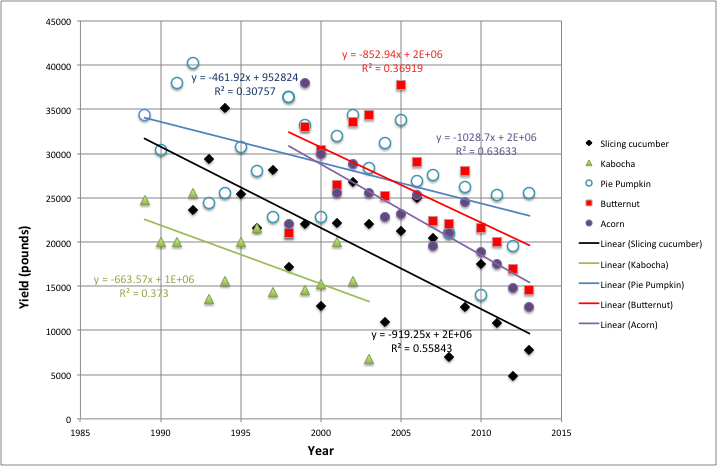 45000
40000
35000
30000
25000
20000
15000
10000
5000
0
1985
1990
1995
2000
2005
2010
2015
Yield (pounds)
Year
y = -852.94x + 2E+06
R² = 0.36919
y = -461.92x + 952824
R² = 0.30757
y = -1028.7x + 2E+06
R² = 0.63633
y = -663.57x + 1E+06
R² = 0.373
y = -919.25x + 2E+06
R² = 0.55843
Slicing cucumber
Kabocha
Pie Pumpkin
Butternut
Acorn
Linear (Slicing cucumber)
Linear (Kabocha)
Linear (Pie Pumpkin)
Linear (Butternut)
Linear (Acorn)